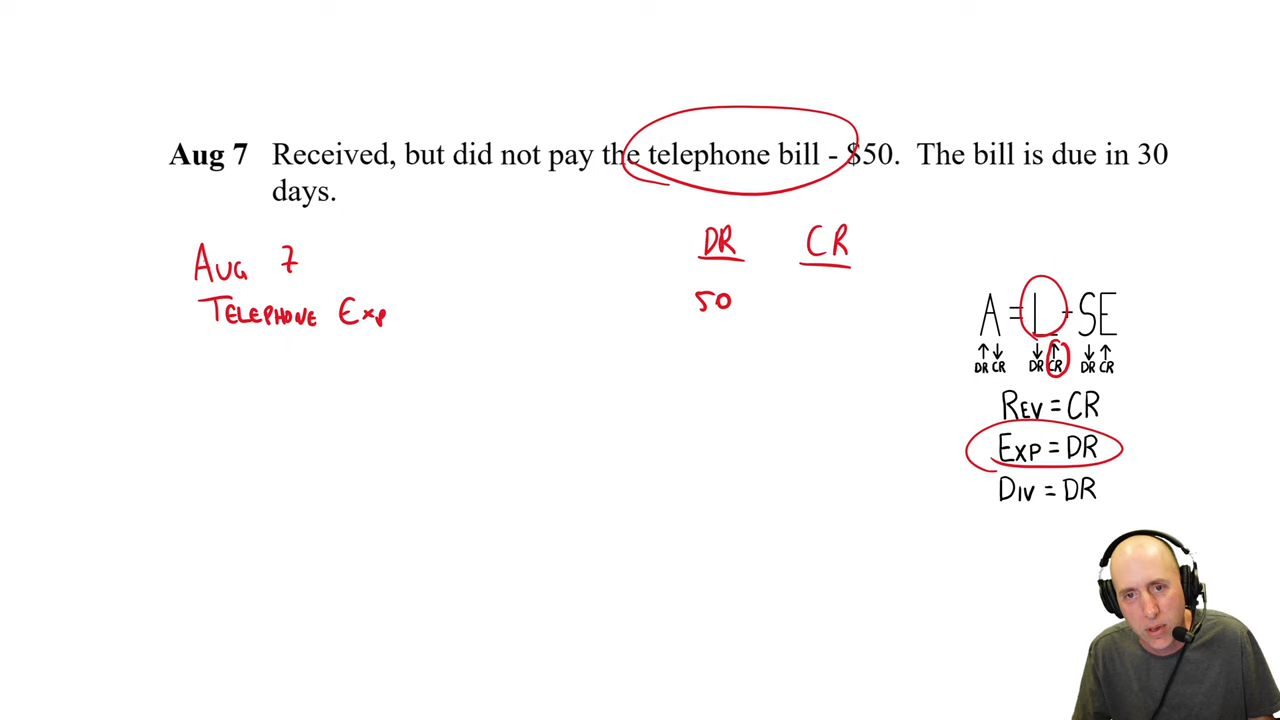 Aug 7 Received, but did not pay the telephone bill - $50. The bill is due in 30
days.
DR CR
AUG 7
TELEPHONE EXP 50
A = L + SE
↑ ↓ ↓ ↑ ↓ ↑
DR CR DR CR DR CR
REV = CR
EXP = DR
DIV = DR